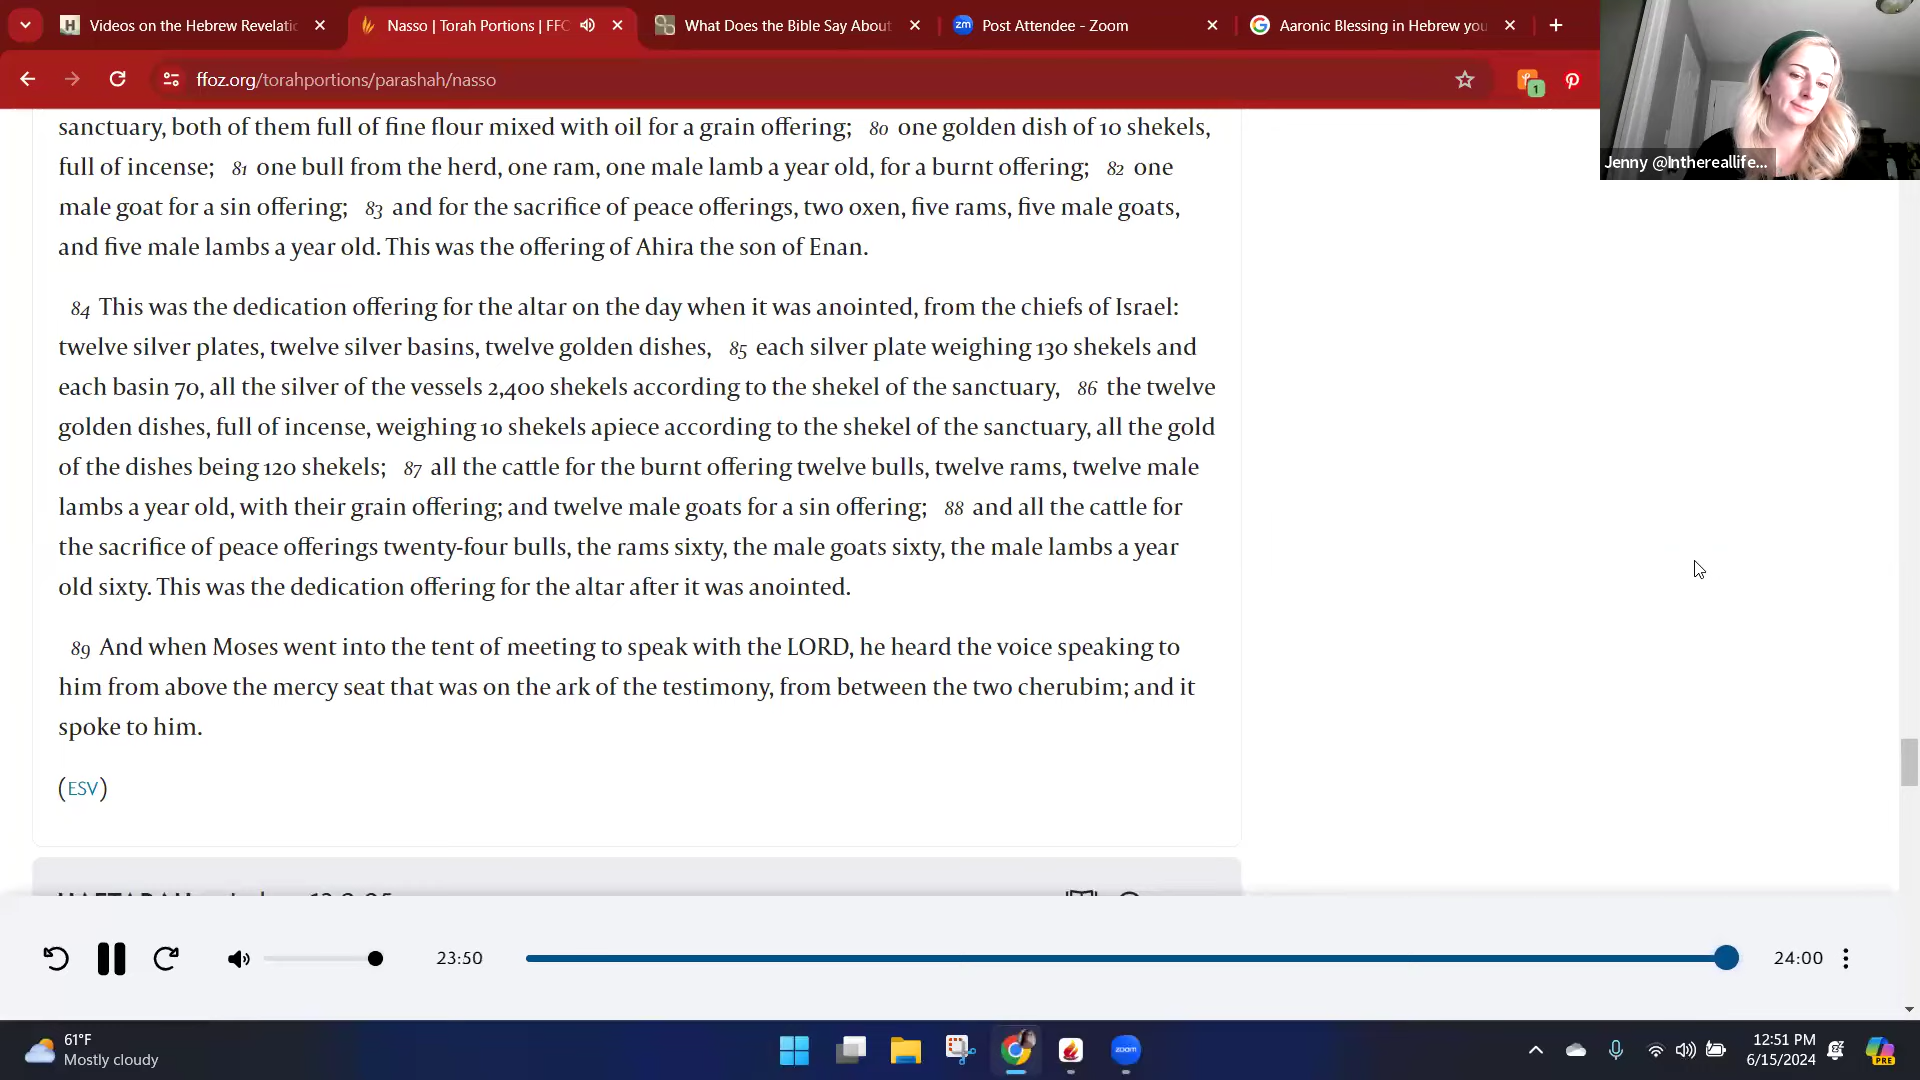 Videos on the Hebrew Revelatic
Nasso | Torah Portions | FFC
What Does the Bible Say About
zm Post Attendee - Zoom
Aaronic Blessing in Hebrew you
ffoz.org/torahportions/parashah/nasso
1
Jenny @Inthereallife...
sanctuary, both of them full of fine flour mixed with oil for a grain offering; 80 one golden dish of 10 shekels,
full of incense; 81 one bull from the herd, one ram, one male lamb a year old, for a burnt offering; 82 one
male goat for a sin offering; 83 and for the sacrifice of peace offerings, two oxen, five rams, five male goats,
and five male lambs a year old. This was the offering of Ahira the son of Enan.
84 This was the dedication offering for the altar on the day when it was anointed, from the chiefs of Israel:
twelve silver plates, twelve silver basins, twelve golden dishes, 85 each silver plate weighing 130 shekels and
each basin 70, all the silver of the vessels 2,400 shekels according to the shekel of the sanctuary, 86 the twelve
golden dishes, full of incense, weighing 10 shekels apiece according to the shekel of the sanctuary, all the gold
of the dishes being 120 shekels; 87 all the cattle for the burnt offering twelve bulls, twelve rams, twelve male
lambs a year old, with their grain offering; and twelve male goats for a sin offering; 88 and all the cattle for
the sacrifice of peace offerings twenty-four bulls, the rams sixty, the male goats sixty, the male lambs a year
old sixty. This was the dedication offering for the altar after it was anointed.
89 And when Moses went into the tent of meeting to speak with the LORD, he heard the voice speaking to
him from above the mercy seat that was on the ark of the testimony, from between the two cherubim; and it
spoke to him.
(ESV)
23:50
24:00
61°F
Mostly cloudy
zoom
12:51 PM
6/15/2024
PRE